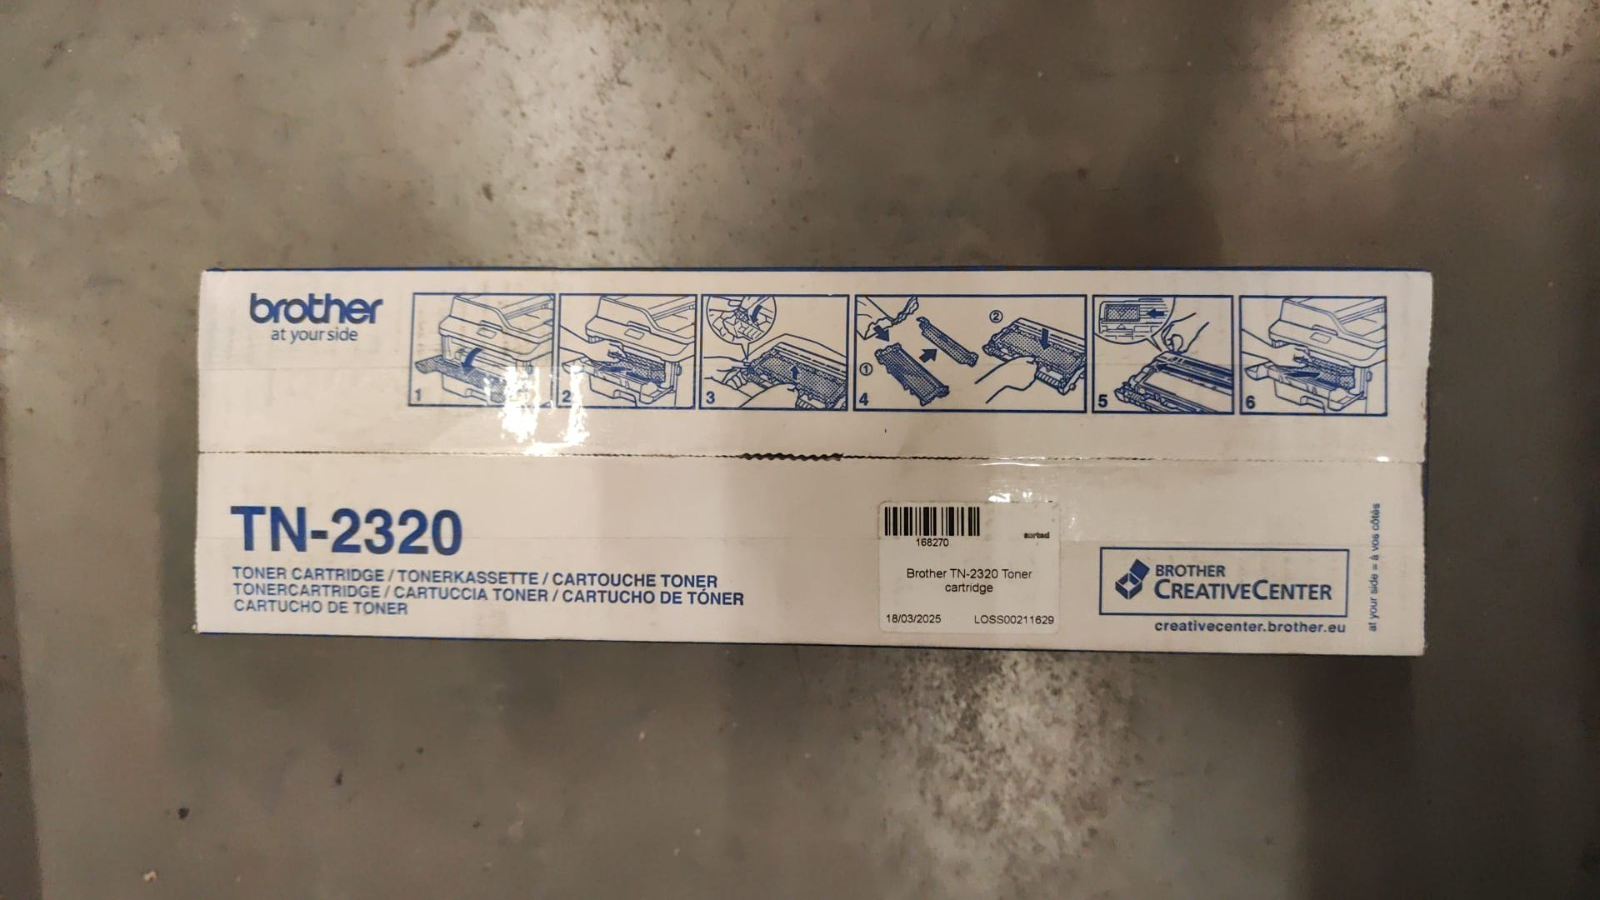 brother
at your side
1
2
3
① ②
4
5
6
TN-2320
TONER CARTRIDGE / TONERKASSETTE / CARTOUCHE TONER
TONERCARTRIDGE / CARTUCCIA TONER / CARTUCHO DE TÓNER
CARTUCHO DE TONER
168270
sorted
Brother TN-2320 Toner
cartridge
18/03/2025 LOSS00211629
BROTHER
CREATIVECENTER
creativecenter.brother.eu
at your side = à vos côtés